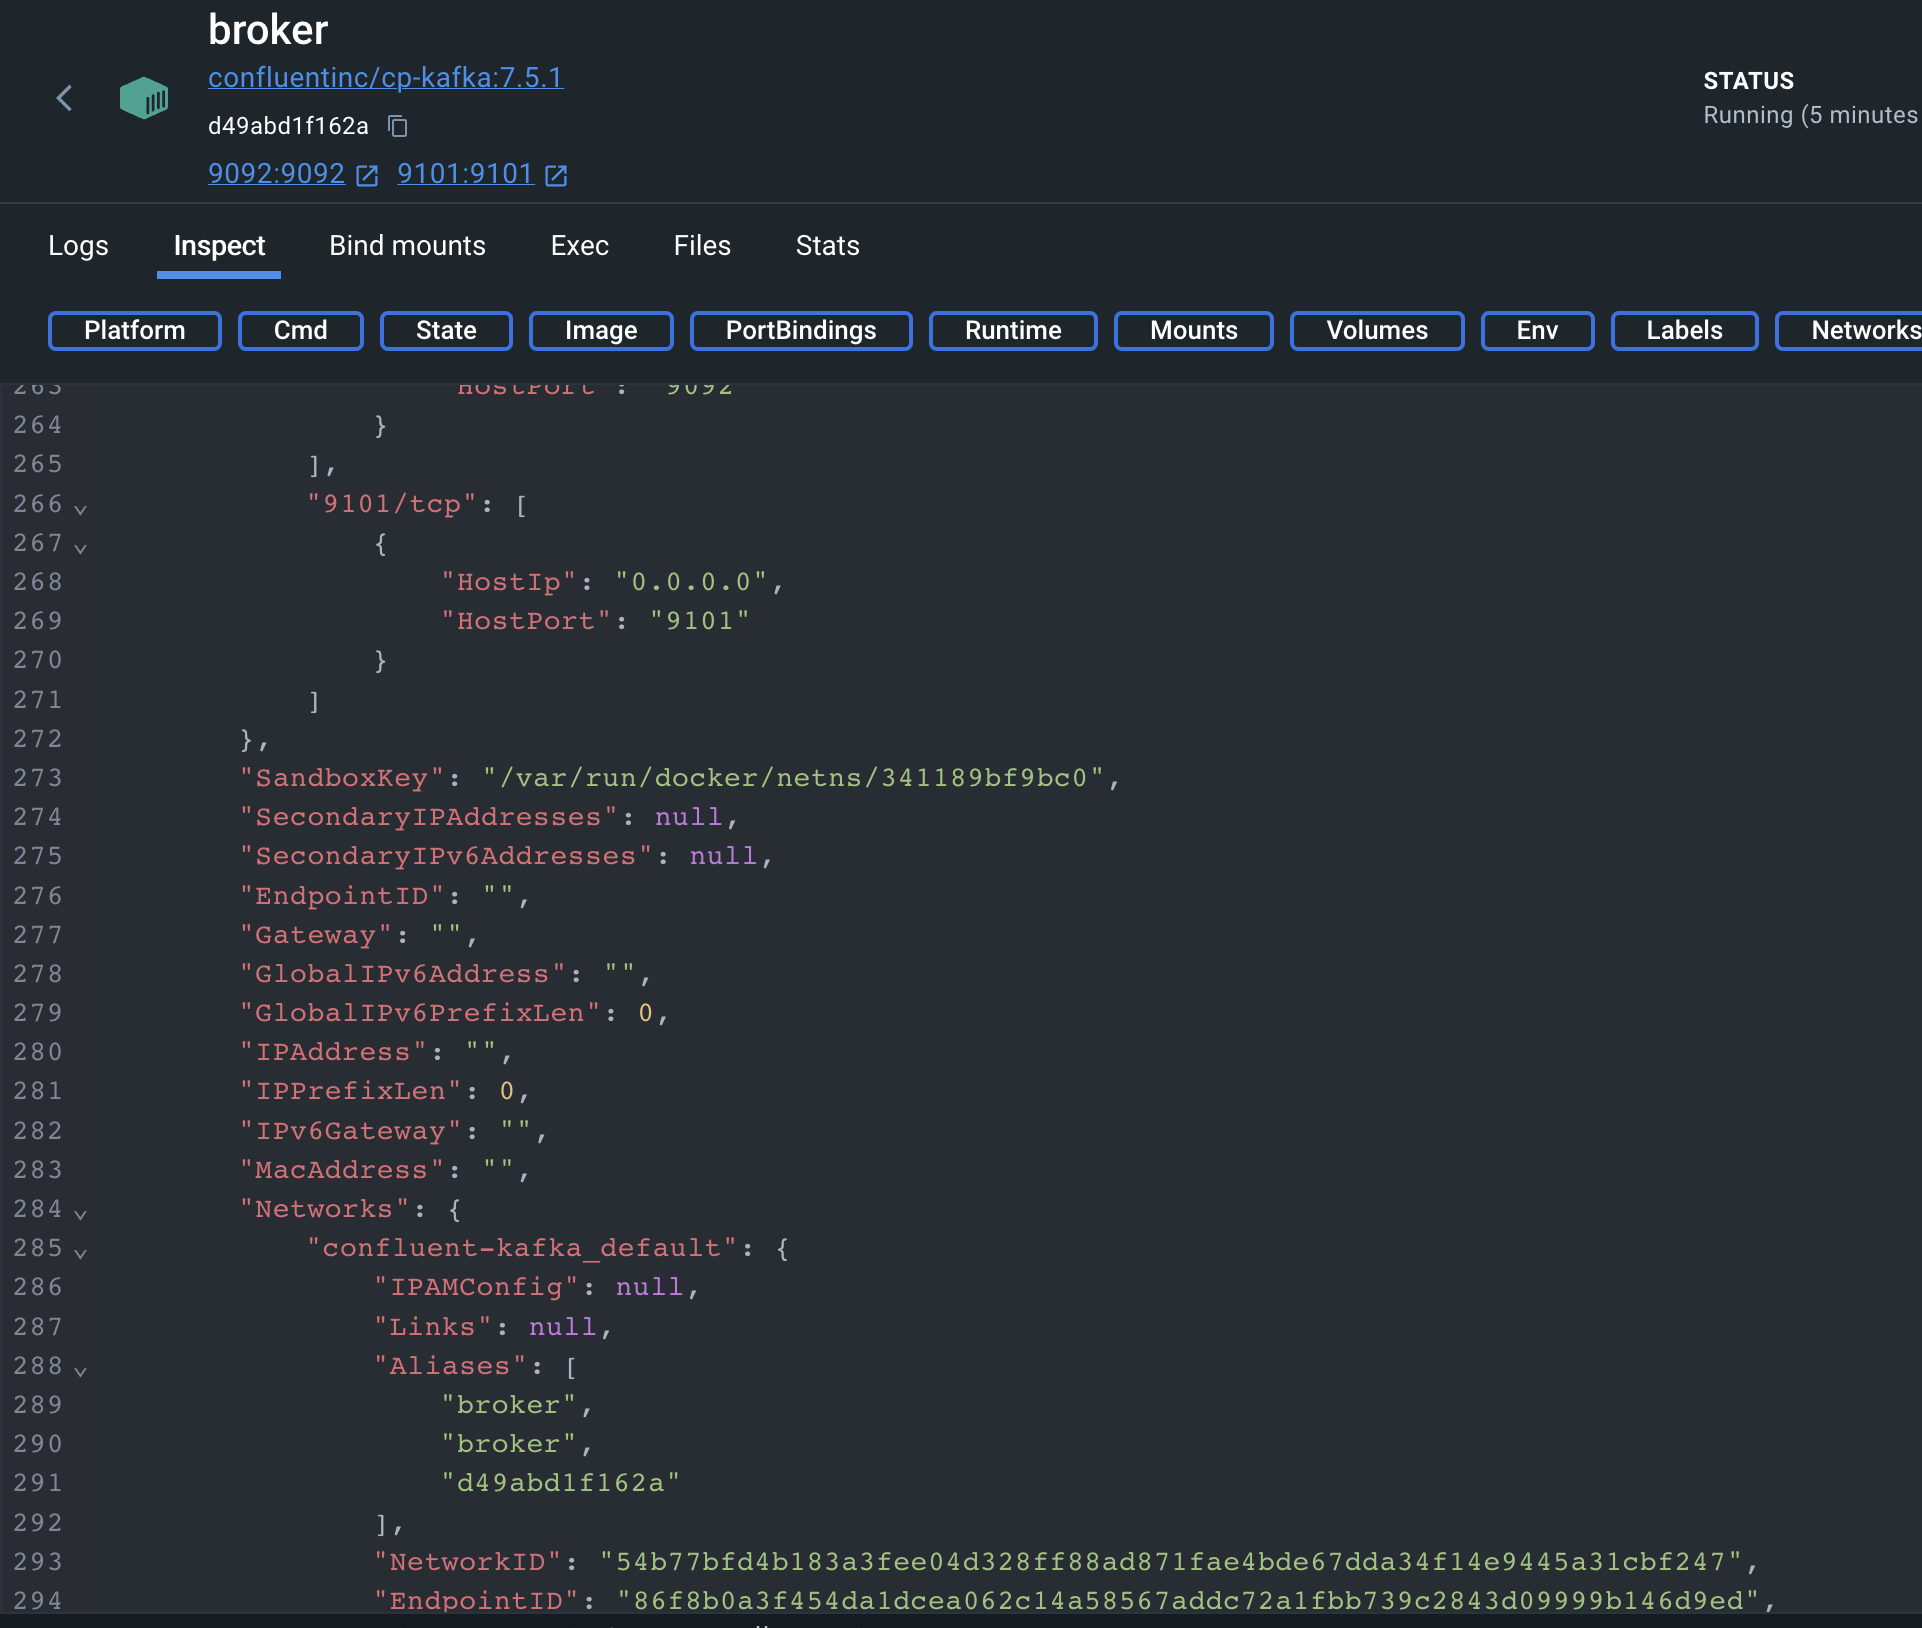 broker
confluentinc/cp-kafka:7.5.1
d49abd1f162a
9092:9092 9101:9101
STATUS
Running (5 minutes
Logs Inspect Bind mounts Exec Files Stats
Platform Cmd State Image PortBindings Runtime Mounts Volumes Env Labels Networks
263 HostPort : 9092
264 }
265 ],
266 "9101/tcp": [
267 {
268 "HostIp": "0.0.0.0",
269 "HostPort": "9101"
270 }
271 ]
272 },
273 "SandboxKey": "/var/run/docker/netns/341189bf9bc0",
274 "SecondaryIPAddresses": null,
275 "SecondaryIPv6Addresses": null,
276 "EndpointID": "",
277 "Gateway": "",
278 "GlobalIPv6Address": "",
279 "GlobalIPv6PrefixLen": 0,
280 "IPAddress": "",
281 "IPPrefixLen": 0,
282 "IPv6Gateway": "",
283 "MacAddress": "",
284 "Networks": {
285 "confluent-kafka_default": {
286 "IPAMConfig": null,
287 "Links": null,
288 "Aliases": [
289 "broker",
290 "broker",
291 "d49abd1f162a"
292 ],
293 "NetworkID": "54b77bfd4b183a3fee04d328ff88ad871fae4bde67dda34f14e9445a31cbf247",
294 "EndpointID": "86f8b0a3f454da1dcea062c14a58567addc72a1fbb739c2843d09999b146d9ed",